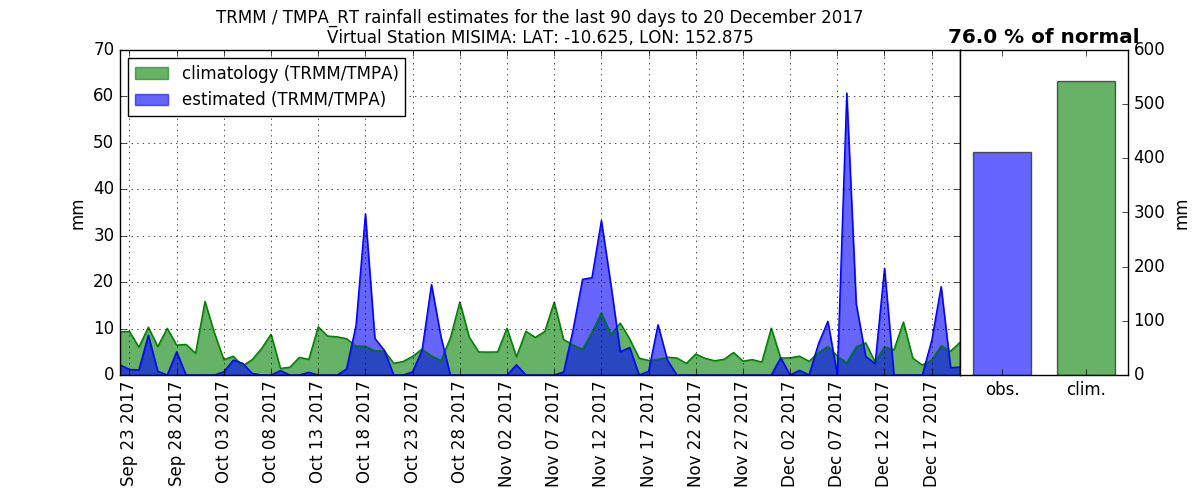 TRMM / TMPA_RT rainfall estimates for the last 90 days to 20 December 2017
Virtual Station MISIMA: LAT: -10.625, LON: 152.875
76.0 % of normal
climatology (TRMM/TMPA)
estimated (TRMM/TMPA)
70
60
50
40
30
20
10
0
mm
Sep 23 2017
Sep 28 2017
Oct 03 2017
Oct 08 2017
Oct 13 2017
Oct 18 2017
Oct 23 2017
Oct 28 2017
Nov 02 2017
Nov 07 2017
Nov 12 2017
Nov 17 2017
Nov 22 2017
Nov 27 2017
Dec 02 2017
Dec 07 2017
Dec 12 2017
Dec 17 2017
600
500
400
300
200
100
0
mm
obs.
clim.